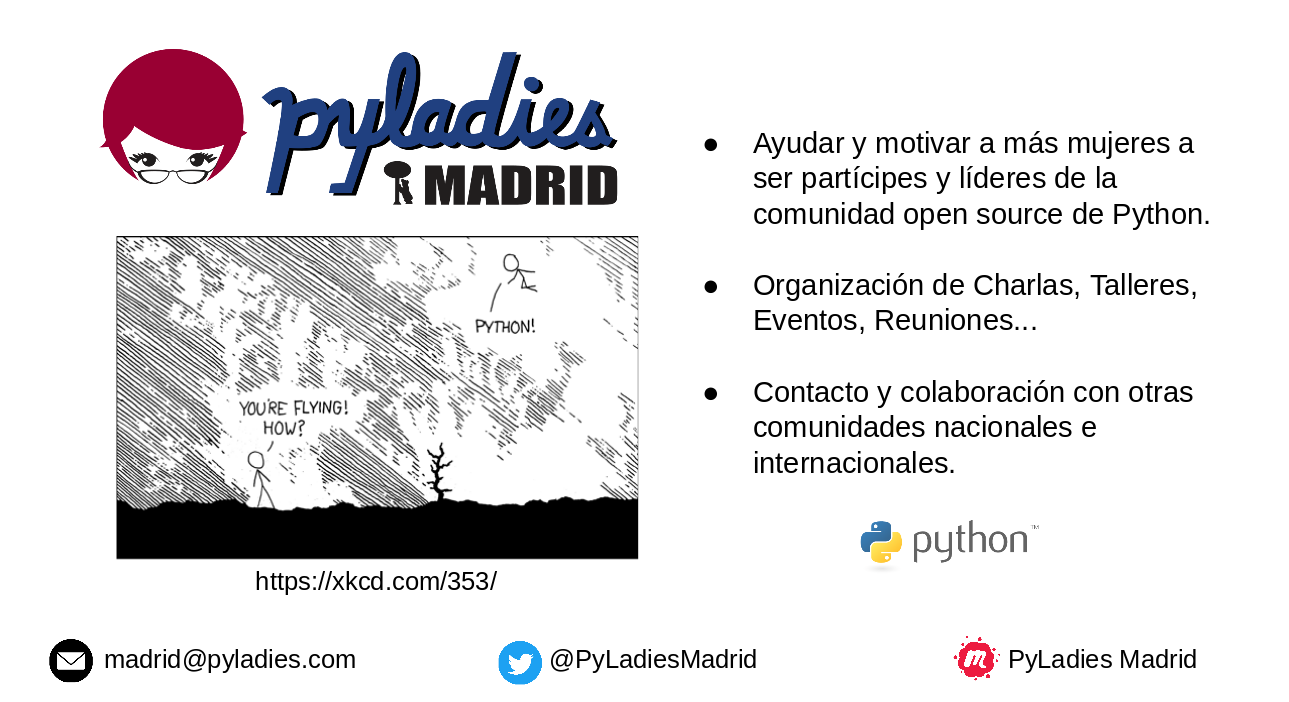 pyladies
MADRID
PYTHON!
YOU'RE FLYING!
HOW?
https://xkcd.com/353/
● Ayudar y motivar a más mujeres a
ser partícipes y líderes de la
comunidad open source de Python.
● Organización de Charlas, Talleres,
Eventos, Reuniones...
● Contacto y colaboración con otras
comunidades nacionales e
internacionales.
python™
madrid@pyladies.com
@PyLadiesMadrid
m
PyLadies Madrid